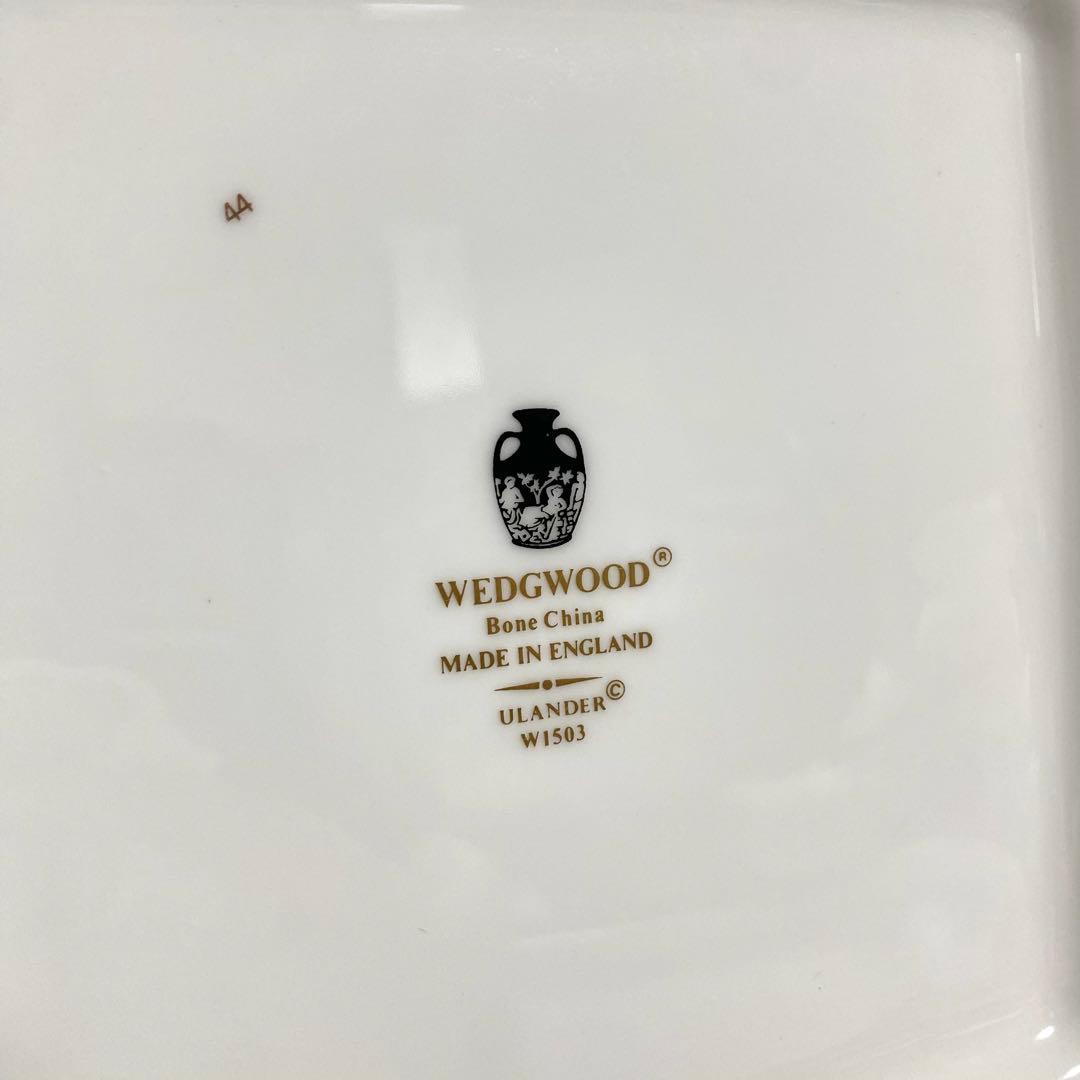 44
WEDGWOOD®
Bone China
MADE IN ENGLAND
ULANDER©
W1503